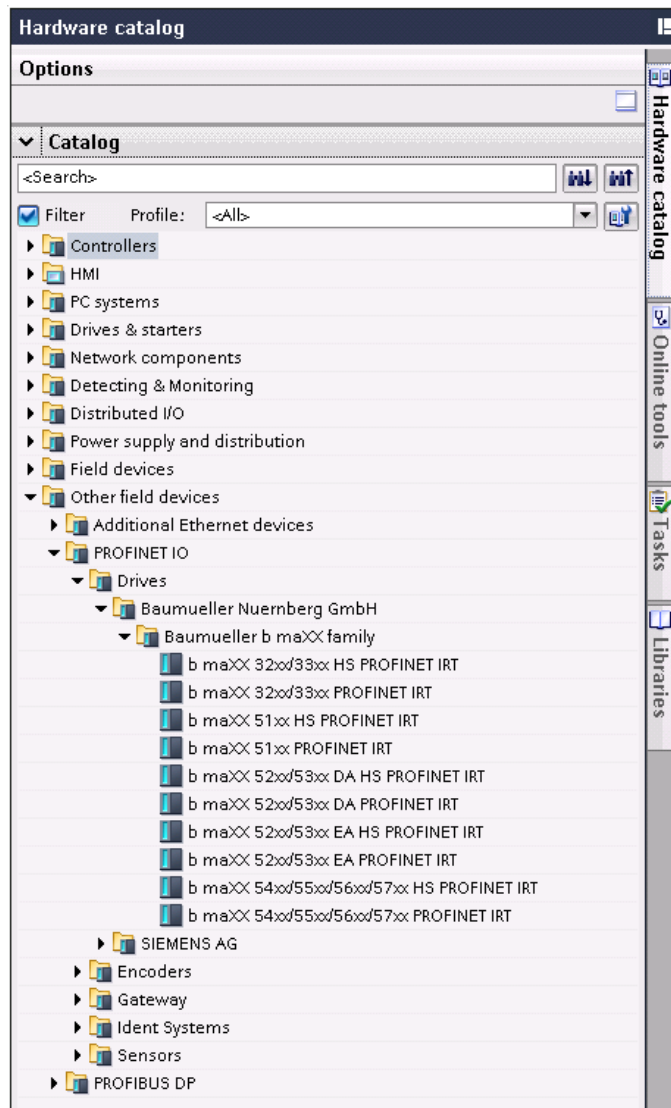 Hardware catalog
Options
Catalog
<Search>
Filter Profile: <All>
Controllers
HMI
PC systems
Drives & starters
Network components
Detecting & Monitoring
Distributed I/O
Power supply and distribution
Field devices
Other field devices
Additional Ethernet devices
PROFINET IO
Drives
Baumueller Nuernberg GmbH
Baumueller b maXX family
b maXX 32xx/33xx HS PROFINET IRT
b maXX 32xx/33xx PROFINET IRT
b maXX 51xx HS PROFINET IRT
b maXX 51xx PROFINET IRT
b maXX 52xx/53xx DA HS PROFINET IRT
b maXX 52xx/53xx DA PROFINET IRT
b maXX 52xx/53xx EA HS PROFINET IRT
b maXX 52xx/53xx EA PROFINET IRT
b maXX 54xx/55xx/56xx/57xx HS PROFINET IRT
b maXX 54xx/55xx/56xx/57xx PROFINET IRT
SIEMENS AG
Encoders
Gateway
Ident Systems
Sensors
PROFIBUS DP
Hardware catalog
Online tools
Tasks
Libraries